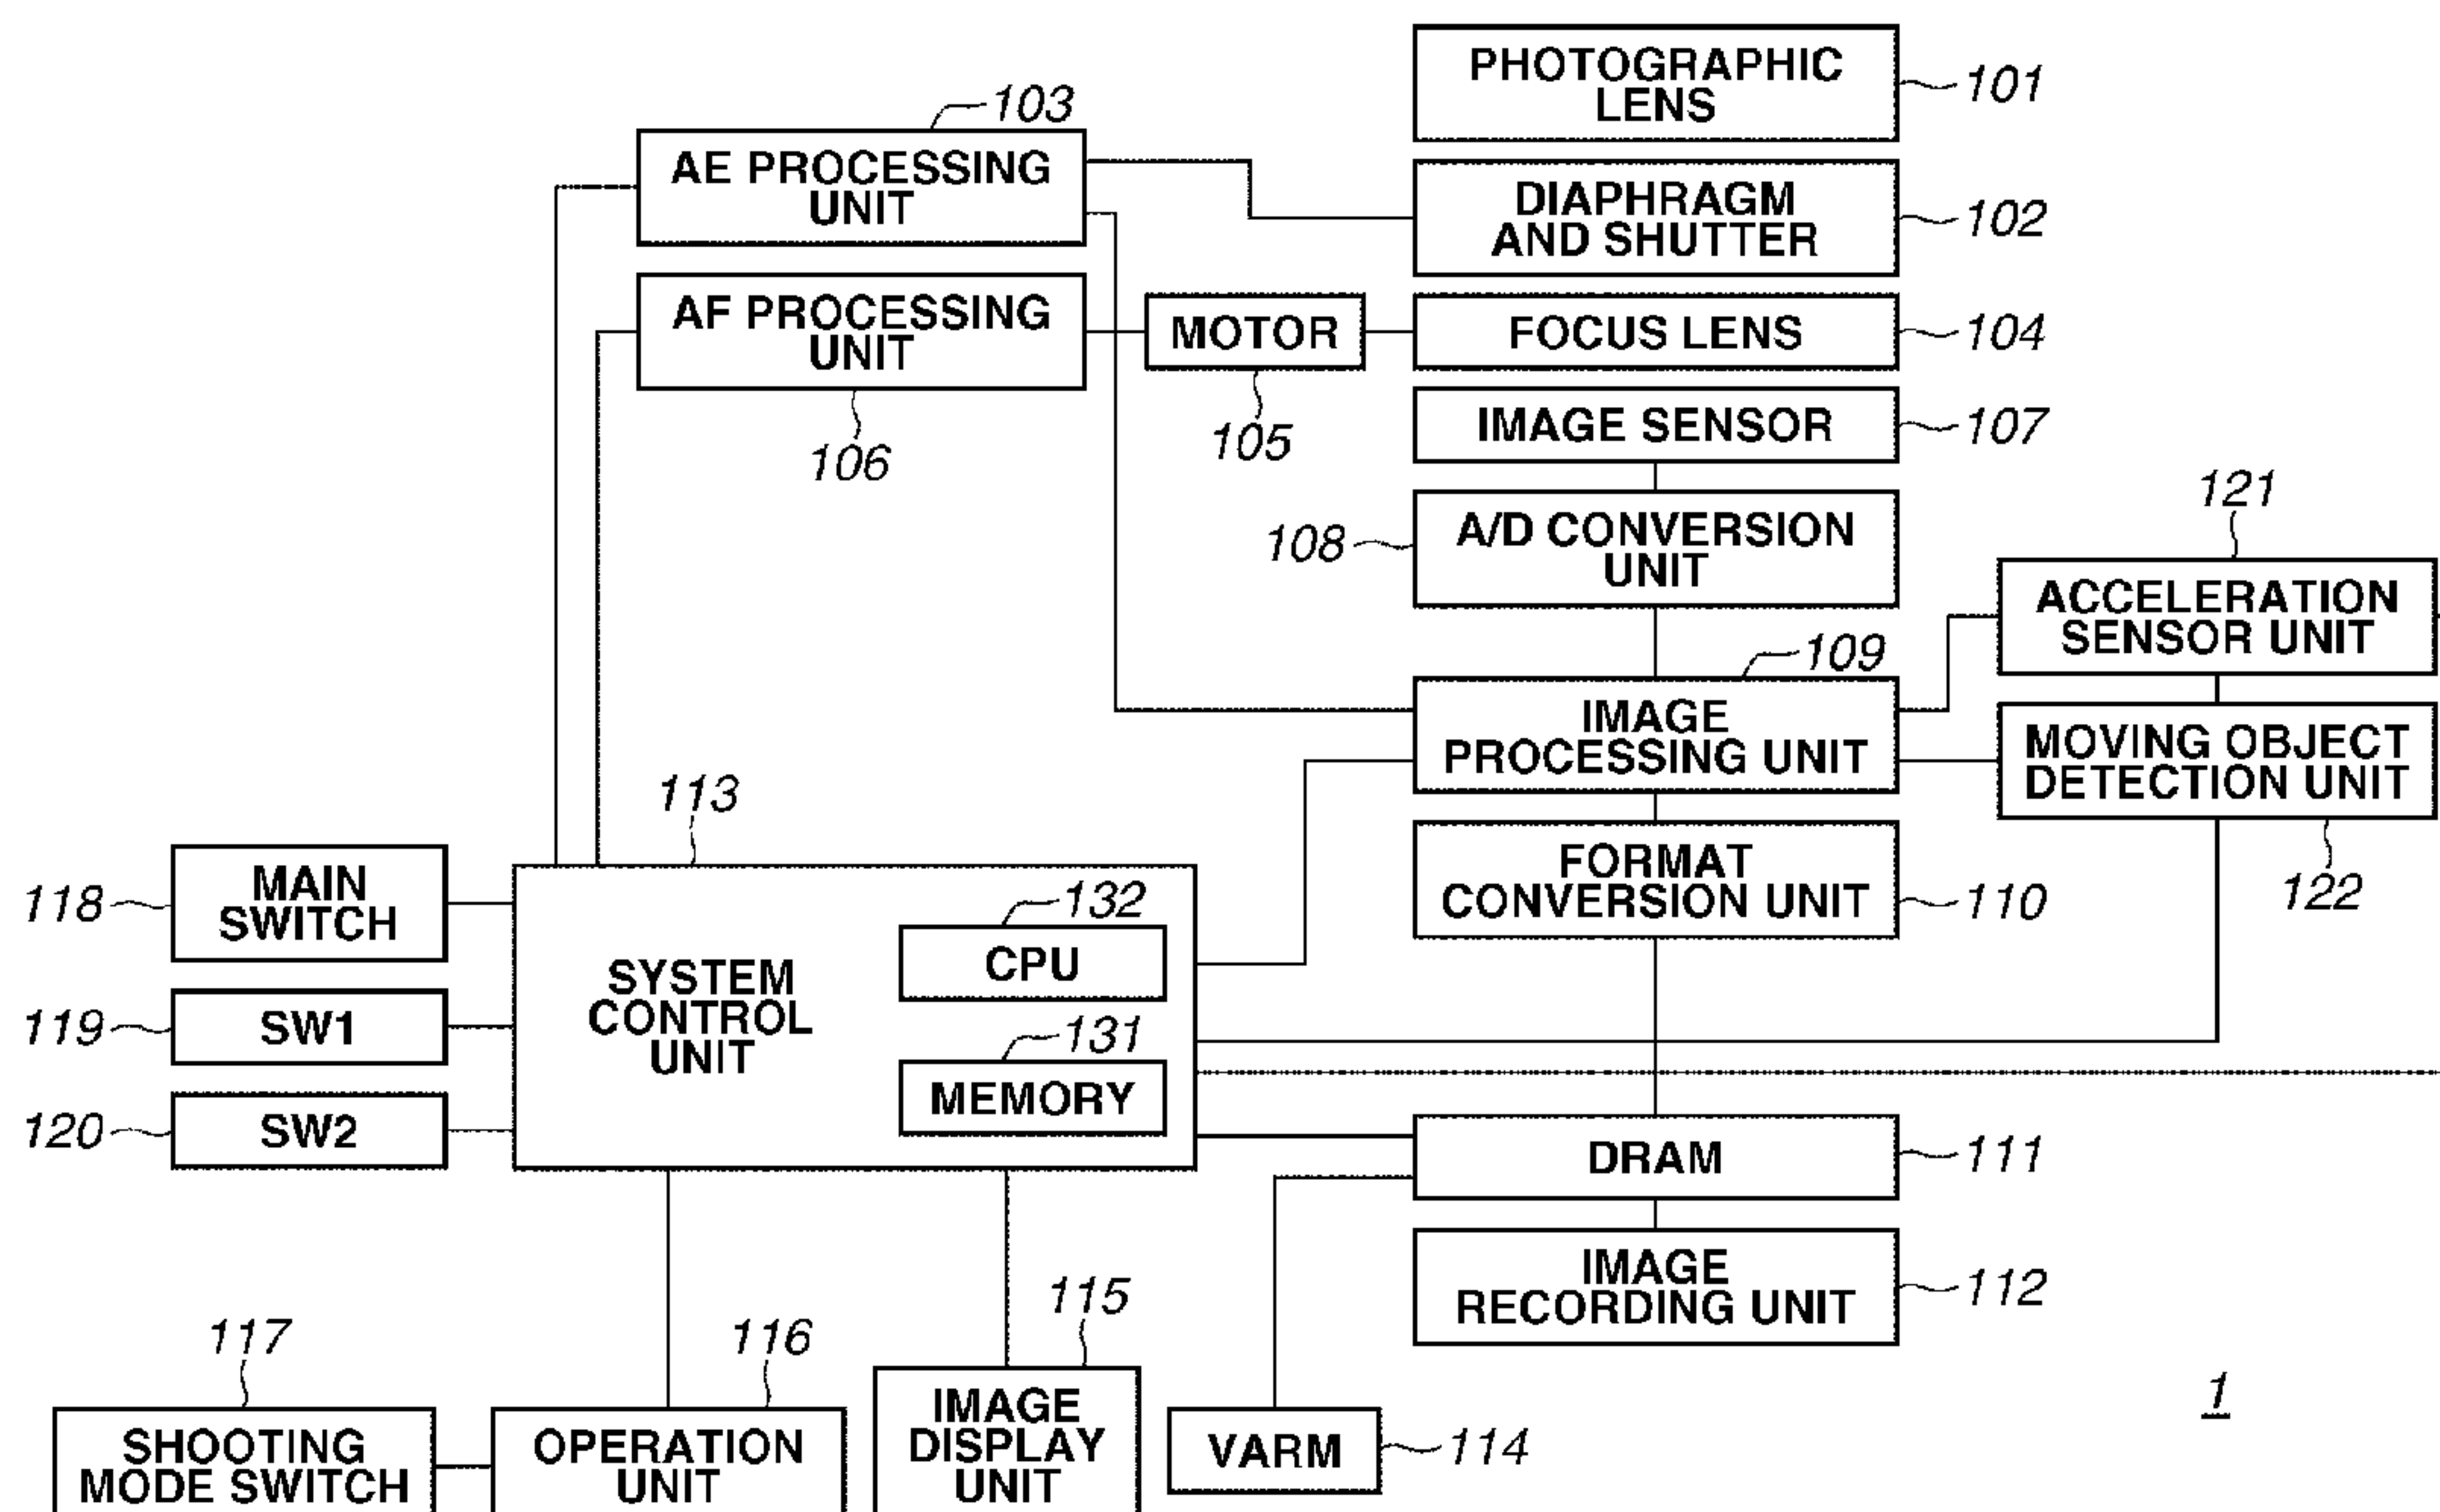 PHOTOGRAPHIC
LENS
101
103
AE PROCESSING
UNIT
DIAPHRAGM
AND SHUTTER
102
AF PROCESSING
UNIT
106
MOTOR
105
FOCUS LENS
104
IMAGE SENSOR
107
108
A/D CONVERSION
UNIT
121
ACCELERATION
SENSOR UNIT
109
IMAGE
PROCESSING UNIT
MOVING OBJECT
DETECTION UNIT
122
FORMAT
CONVERSION UNIT
110
113
118
MAIN
SWITCH
119
SW1
120
SW2
SYSTEM
CONTROL
UNIT
132
CPU
131
MEMORY
DRAM
111
IMAGE
RECORDING UNIT
112
117
SHOOTING
MODE SWITCH
116
OPERATION
UNIT
115
IMAGE
DISPLAY
UNIT
VARM
114
1